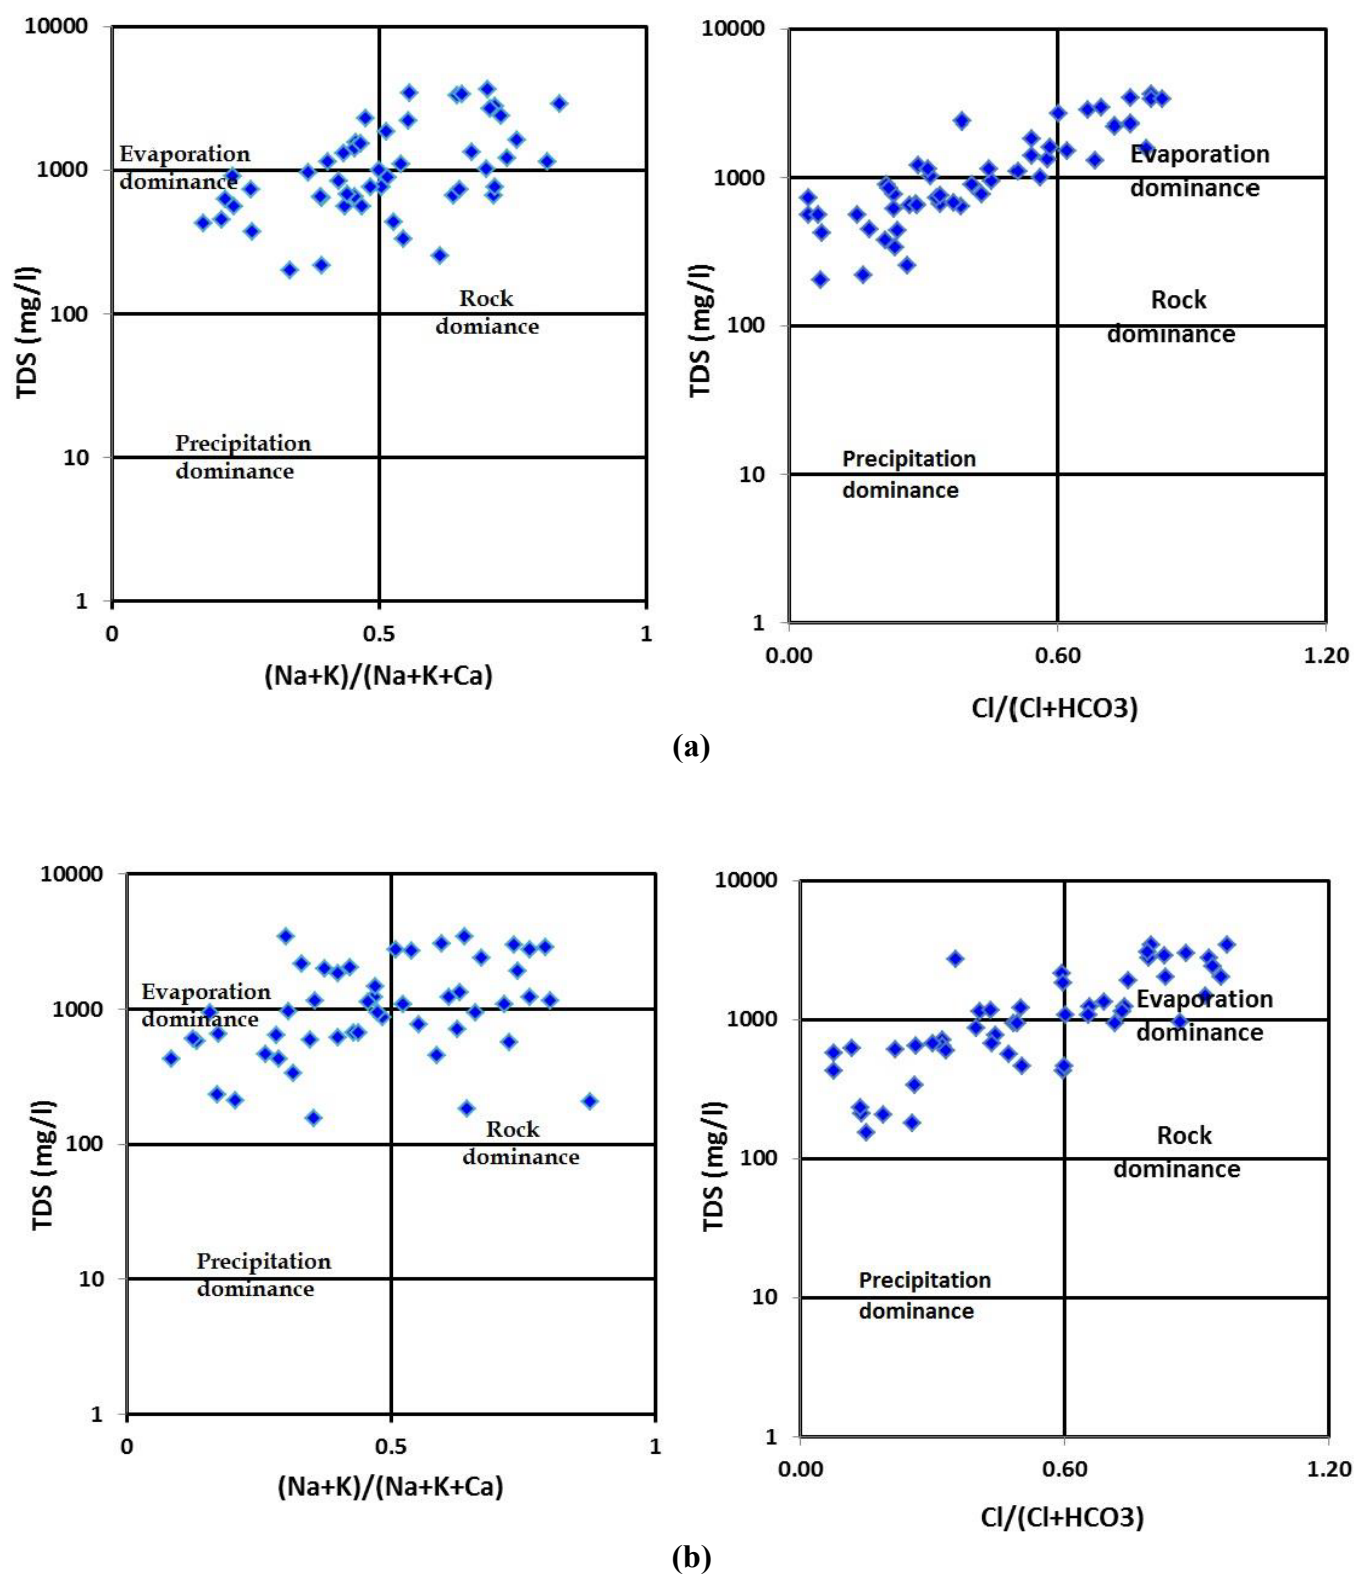 10000
1000
100
10
1
TDS (mg/l)
Evaporation
dominance
Rock
domiance
Precipitation
dominance
0 0.5 1
(Na+K)/(Na+K+Ca)
10000
1000
100
10
1
TDS (mg/l)
Evaporation
dominance
Rock
dominance
Precipitation
dominance
0.00 0.60 1.20
Cl/(Cl+HCO3)
(a)
10000
1000
100
10
1
TDS (mg/l)
Evaporation
dominance
Rock
dominance
Precipitation
dominance
0 0.5 1
(Na+K)/(Na+K+Ca)
10000
1000
100
10
1
TDS (mg/l)
Evaporation
dominance
Rock
dominance
Precipitation
dominance
0.00 0.60 1.20
Cl/(Cl+HCO3)
(b)